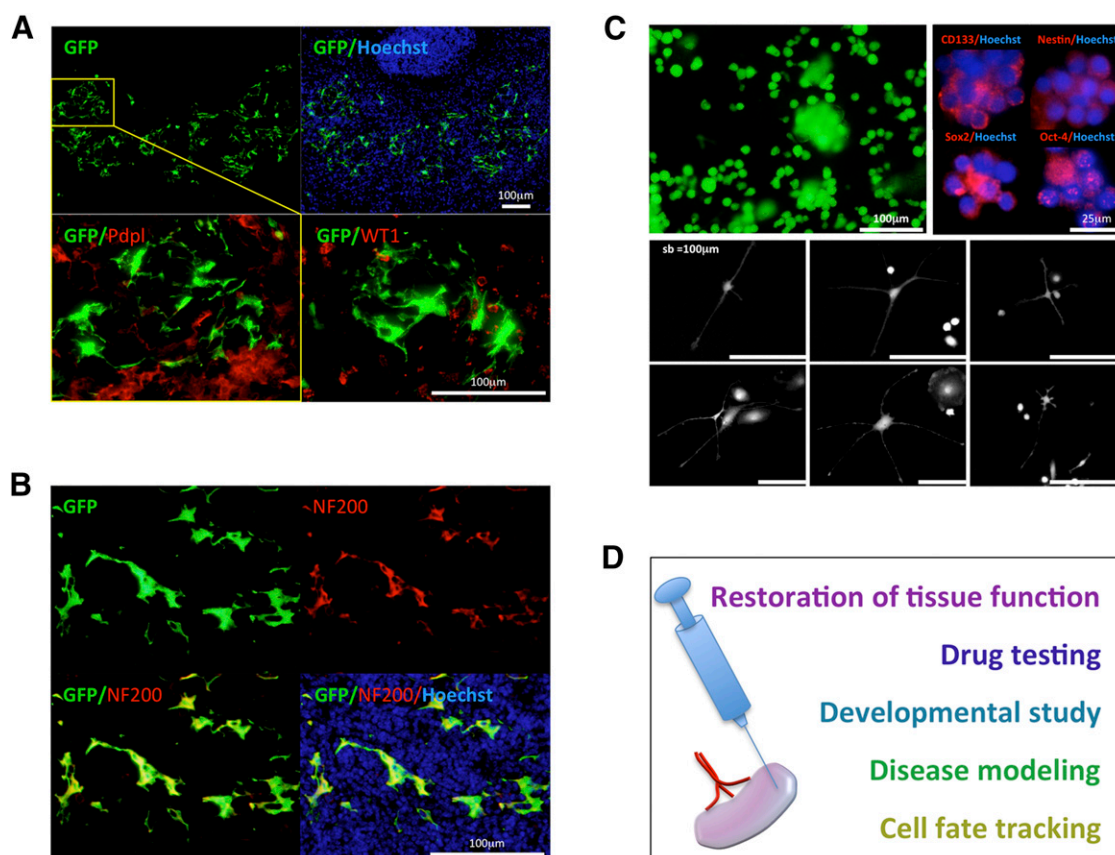 A
GFP
GFP/Hoechst
100μm
GFP/Pdpl
GFP/WT1
100μm
B
GFP
NF200
GFP/NF200
GFP/NF200/Hoechst
100μm
C
100μm
CD133/Hoechst
Nestin/Hoechst
Sox2/Hoechst
Oct-4/Hoechst
25μm
sb =100μm
D
Restoration of tissue function
Drug testing
Developmental study
Disease modeling
Cell fate tracking